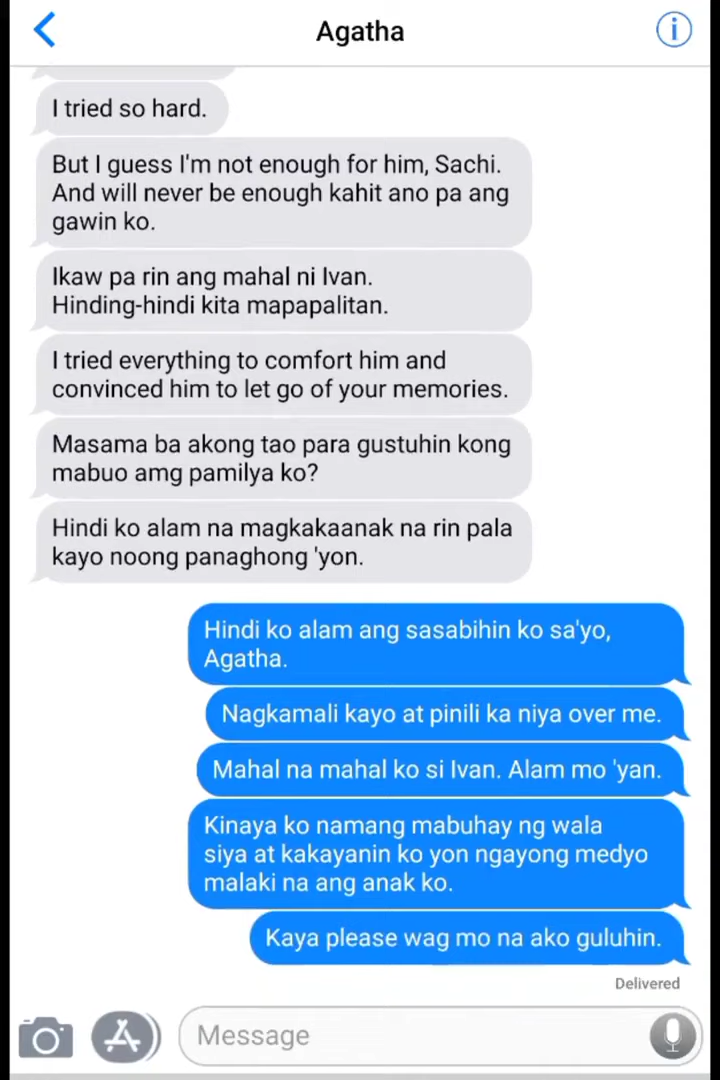 Agatha
I tried so hard.
But I guess I'm not enough for him, Sachi.
And will never be enough kahit ano pa ang
gawin ko.
Ikaw pa rin ang mahal ni Ivan.
Hinding-hindi kita mapapalitan.
I tried everything to comfort him and
convinced him to let go of your memories.
Masama ba akong tao para gustuhin kong
mabuo amg pamilya ko?
Hindi ko alam na magkakaanak na rin pala
kayo noong panaghong 'yon.
Hindi ko alam ang sasabihin ko sa'yo,
Agatha.
Nagkamali kayo at pinili ka niya over me.
Mahal na mahal ko si Ivan. Alam mo 'yan.
Kinaya ko namang mabuhay ng wala
siya at kakayanin ko yon ngayong medyo
malaki na ang anak ko.
Kaya please wag mo na ako guluhin.
Delivered
Message